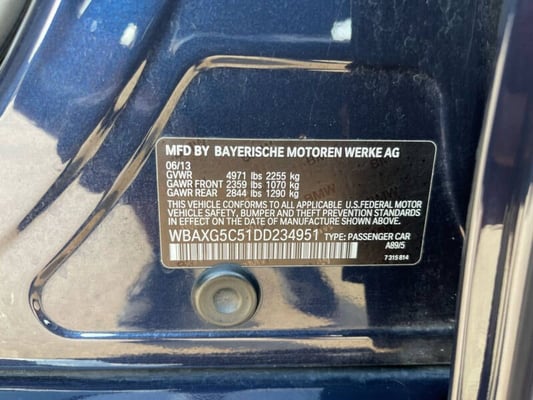 MFD BY BAYERISCHE MOTOREN WERKE AG
06/13
GVWR 4971 lbs 2255 kg
GAWR FRONT 2359 lbs 1070 kg
GAWR REAR 2844 lbs 1290 kg
THIS VEHICLE CONFORMS TO ALL APPLICABLE U.S.FEDERAL MOTOR
VEHICLE SAFETY, BUMPER, AND THEFT PREVENTION STANDARDS
IN EFFECT ON THE DATE OF MANUFACTURE SHOWN ABOVE.
WBAXG5C51DD234951 TYPE: PASSENGER CAR
A89/5
7 315 814